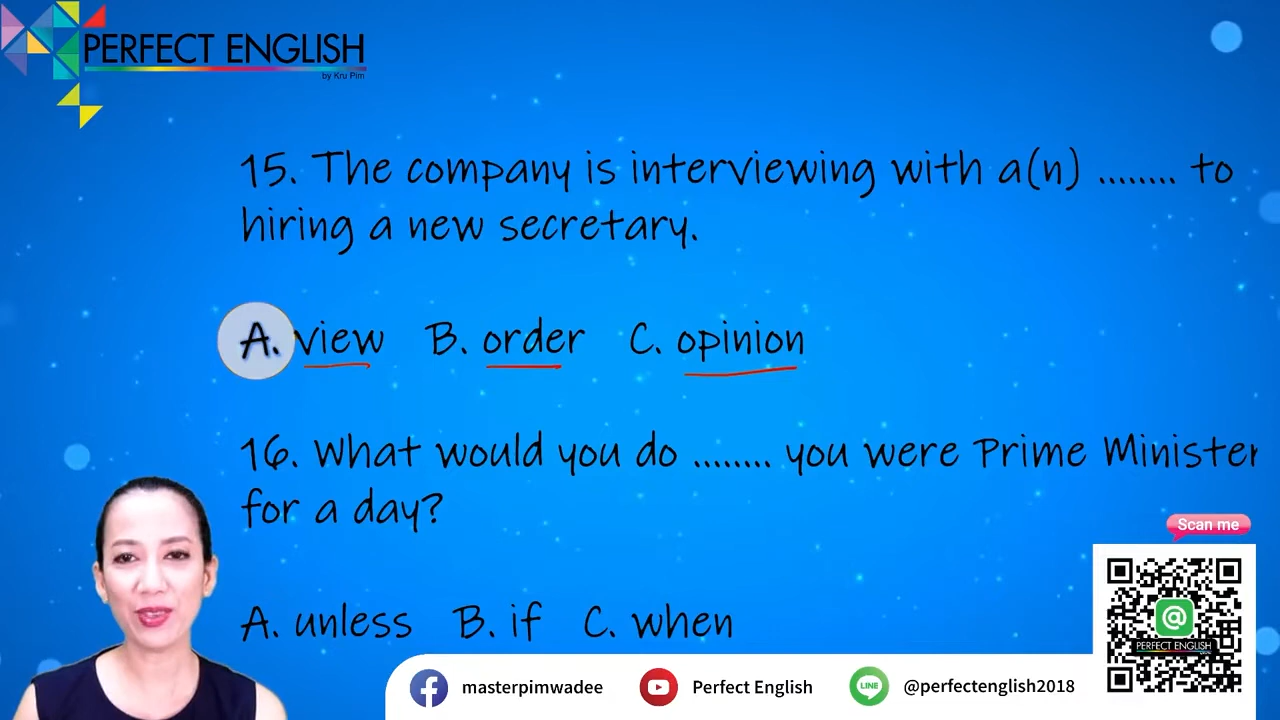 PERFECT ENGLISH
by Kru Pim
15. The company is interviewing with a(n) ........ to
hiring a new secretary.
A. view B. order C. opinion
16. What would you do ........ you were Prime Minister
for a day?
A. unless B. if C. when
Scan me
@
PERFECT ENGLISH
masterpimwadee
Perfect English
LINE
@perfectenglish2018